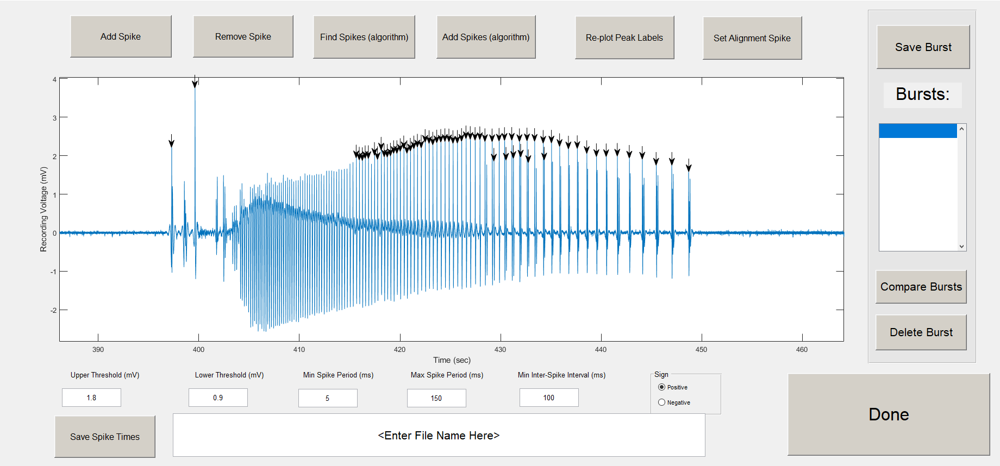 Add Spike
Remove Spike
Find Spikes (algorithm)
Add Spikes (algorithm)
Re-plot Peak Labels
Set Alignment Spike
Save Burst
Bursts:
Compare Bursts
Delete Burst
4
3
2
1
0
-1
-2
Recording Voltage (mV)
390
400
410
420
430
440
450
460
Time (sec)
Upper Threshold (mV)
1.8
Lower Threshold (mV)
0.9
Min Spike Period (ms)
5
Max Spike Period (ms)
150
Min Inter-Spike Interval (ms)
100
Sign
Positive
Negative
Save Spike Times
<Enter File Name Here>
Done